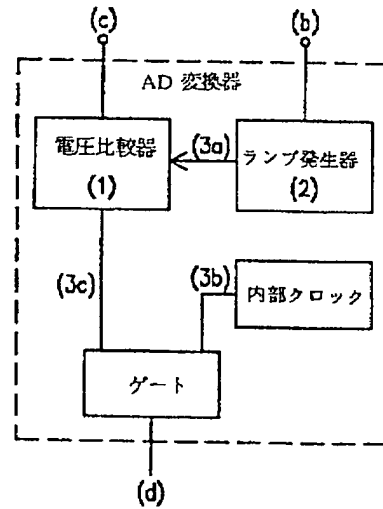 (c)
(b)
AD 変換器
電圧比較器
(1)
(3a)
ランプ発生器
(2)
(3c)
(3b)
内部クロック
ゲート
(d)